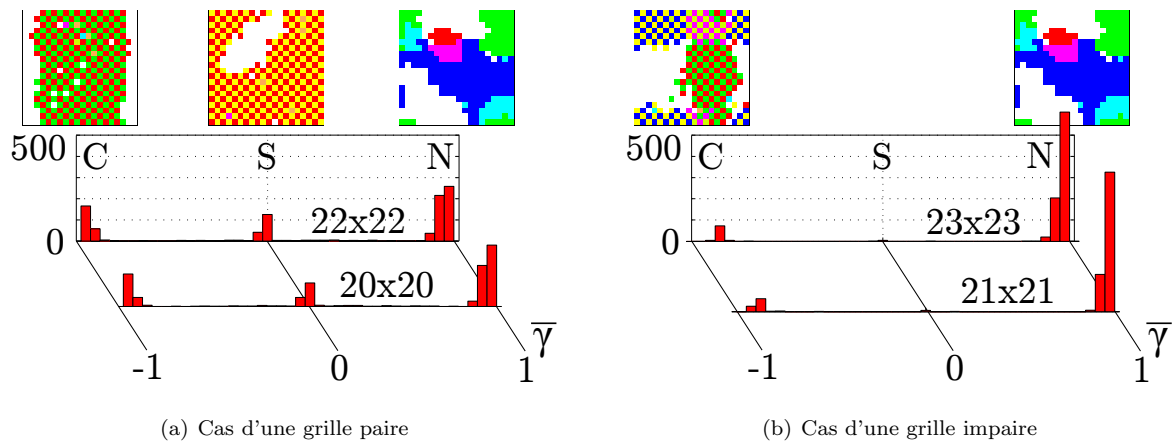 500
C
S
N
22x22
0
20x20
γ̅
-1
0
1
(a) Cas d'une grille paire
500
C
S
N
23x23
0
21x21
γ̅
-1
0
1
(b) Cas d'une grille impaire